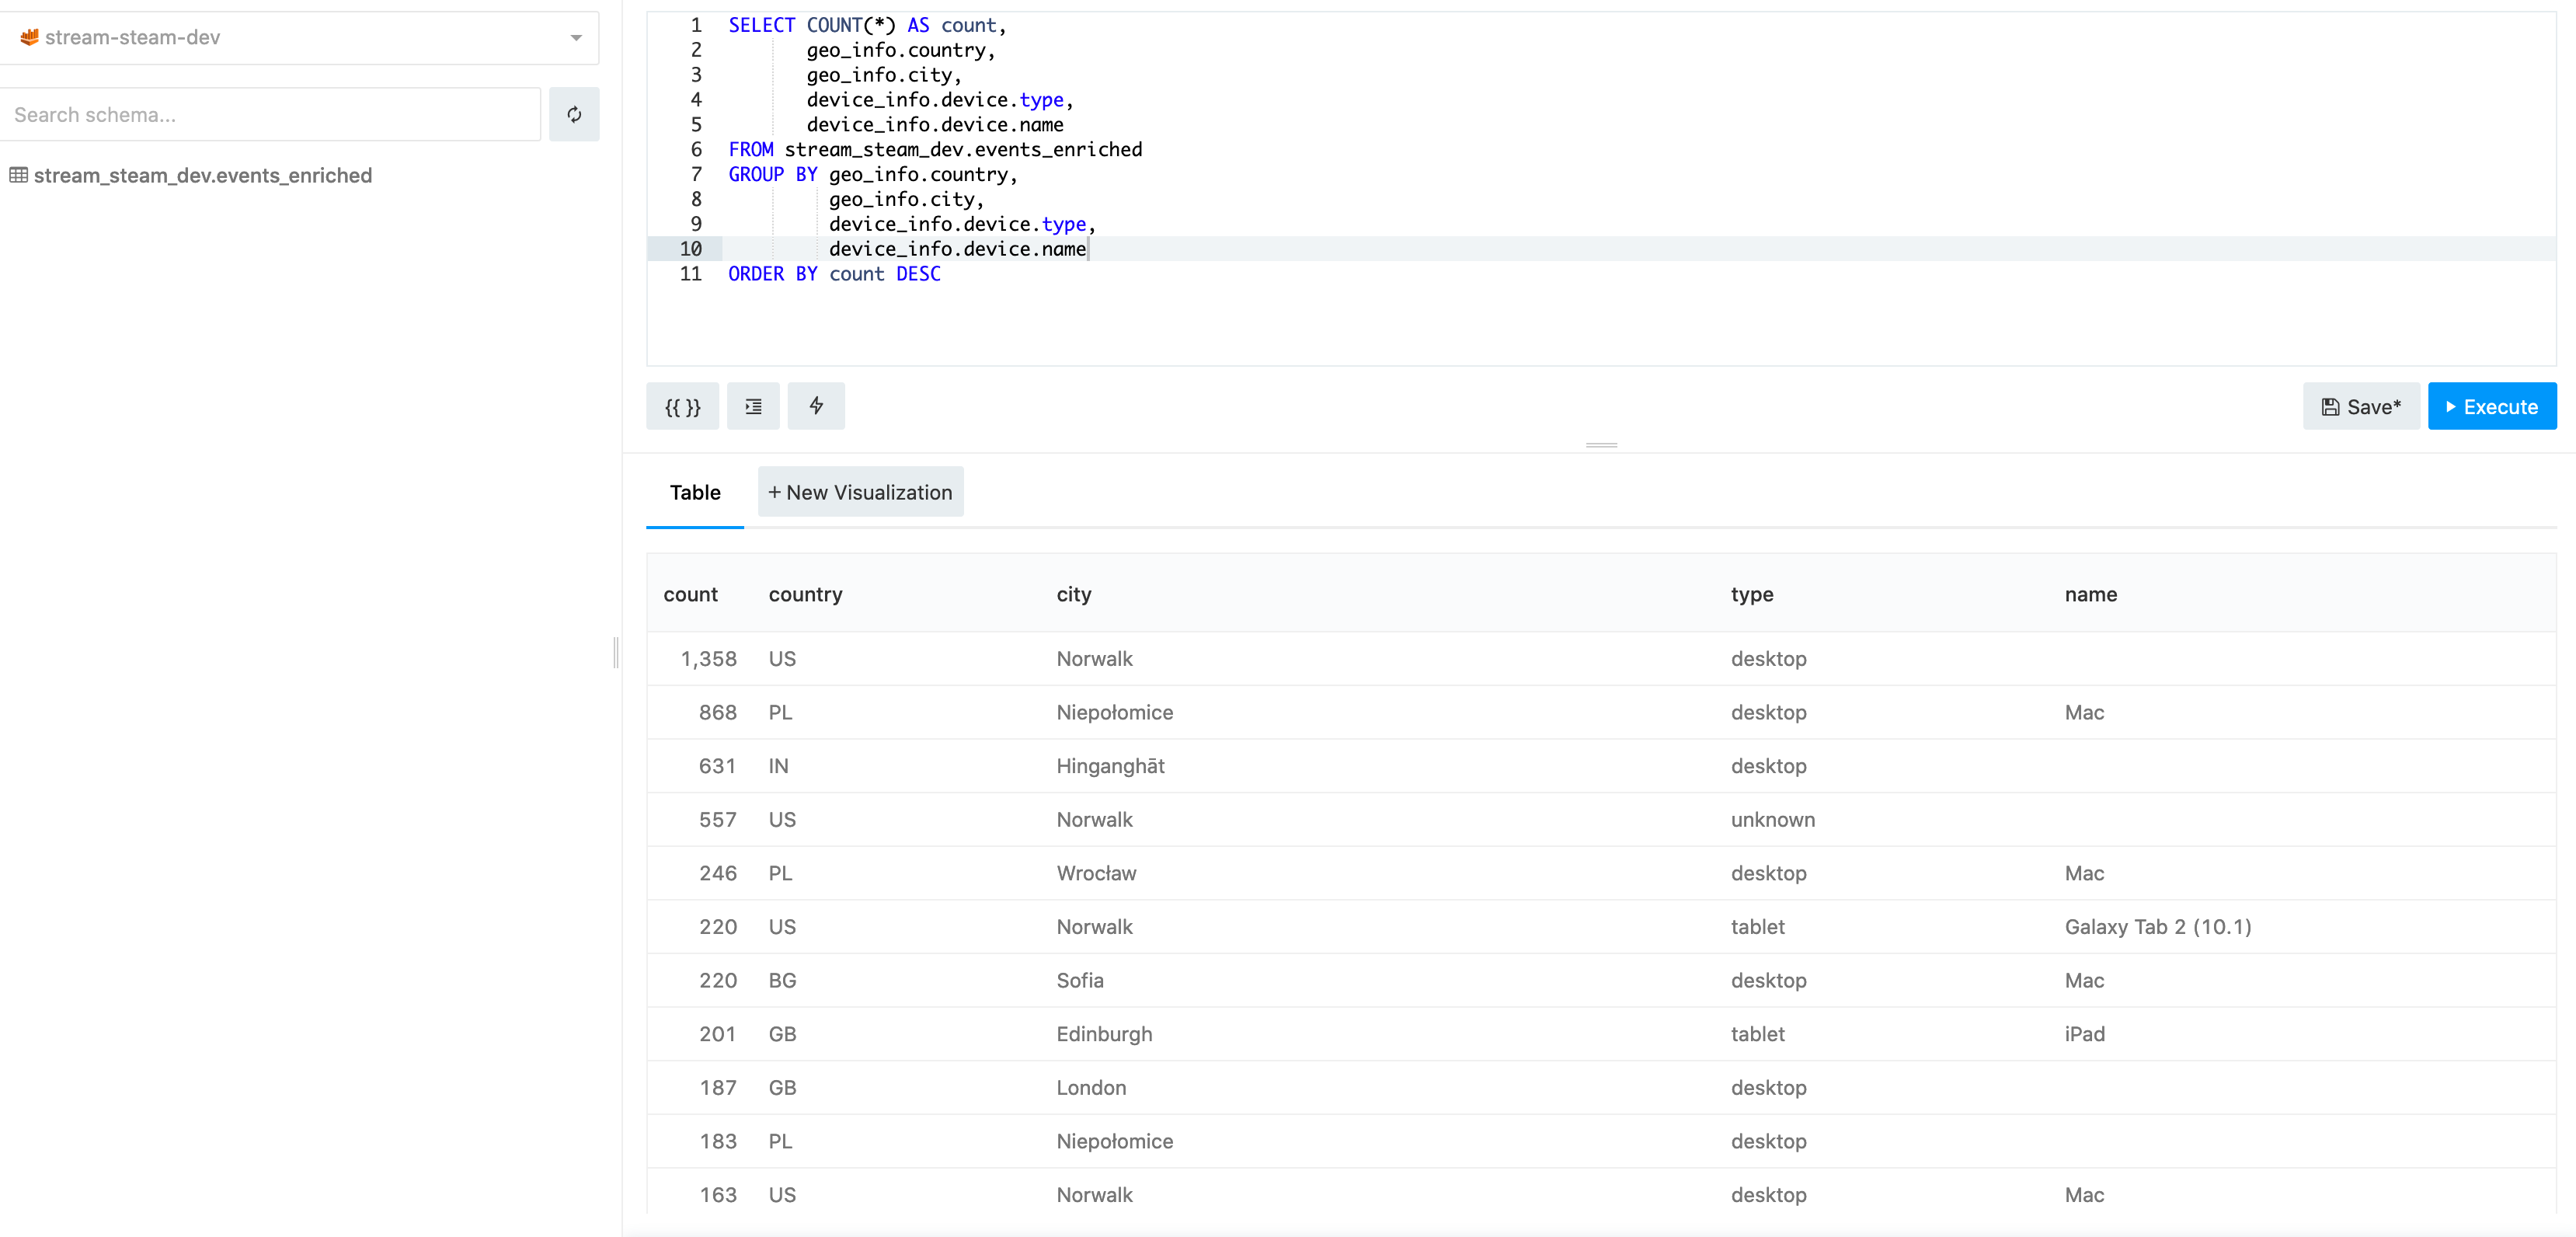 stream-steam-dev
Search schema...
stream_steam_dev.events_enriched
1 SELECT COUNT(*) AS count,
2 geo_info.country,
3 geo_info.city,
4 device_info.device.type,
5 device_info.device.name
6 FROM stream_steam_dev.events_enriched
7 GROUP BY geo_info.country,
8 geo_info.city,
9 device_info.device.type,
10 device_info.device.name
11 ORDER BY count DESC
{{ }}
Save* Execute
Table + New Visualization
count country city type name
1,358 US Norwalk desktop
868 PL Niepołomice desktop Mac
631 IN Hinganghāt desktop
557 US Norwalk unknown
246 PL Wrocław desktop Mac
220 US Norwalk tablet Galaxy Tab 2 (10.1)
220 BG Sofia desktop Mac
201 GB Edinburgh tablet iPad
187 GB London desktop
183 PL Niepołomice desktop
163 US Norwalk desktop Mac